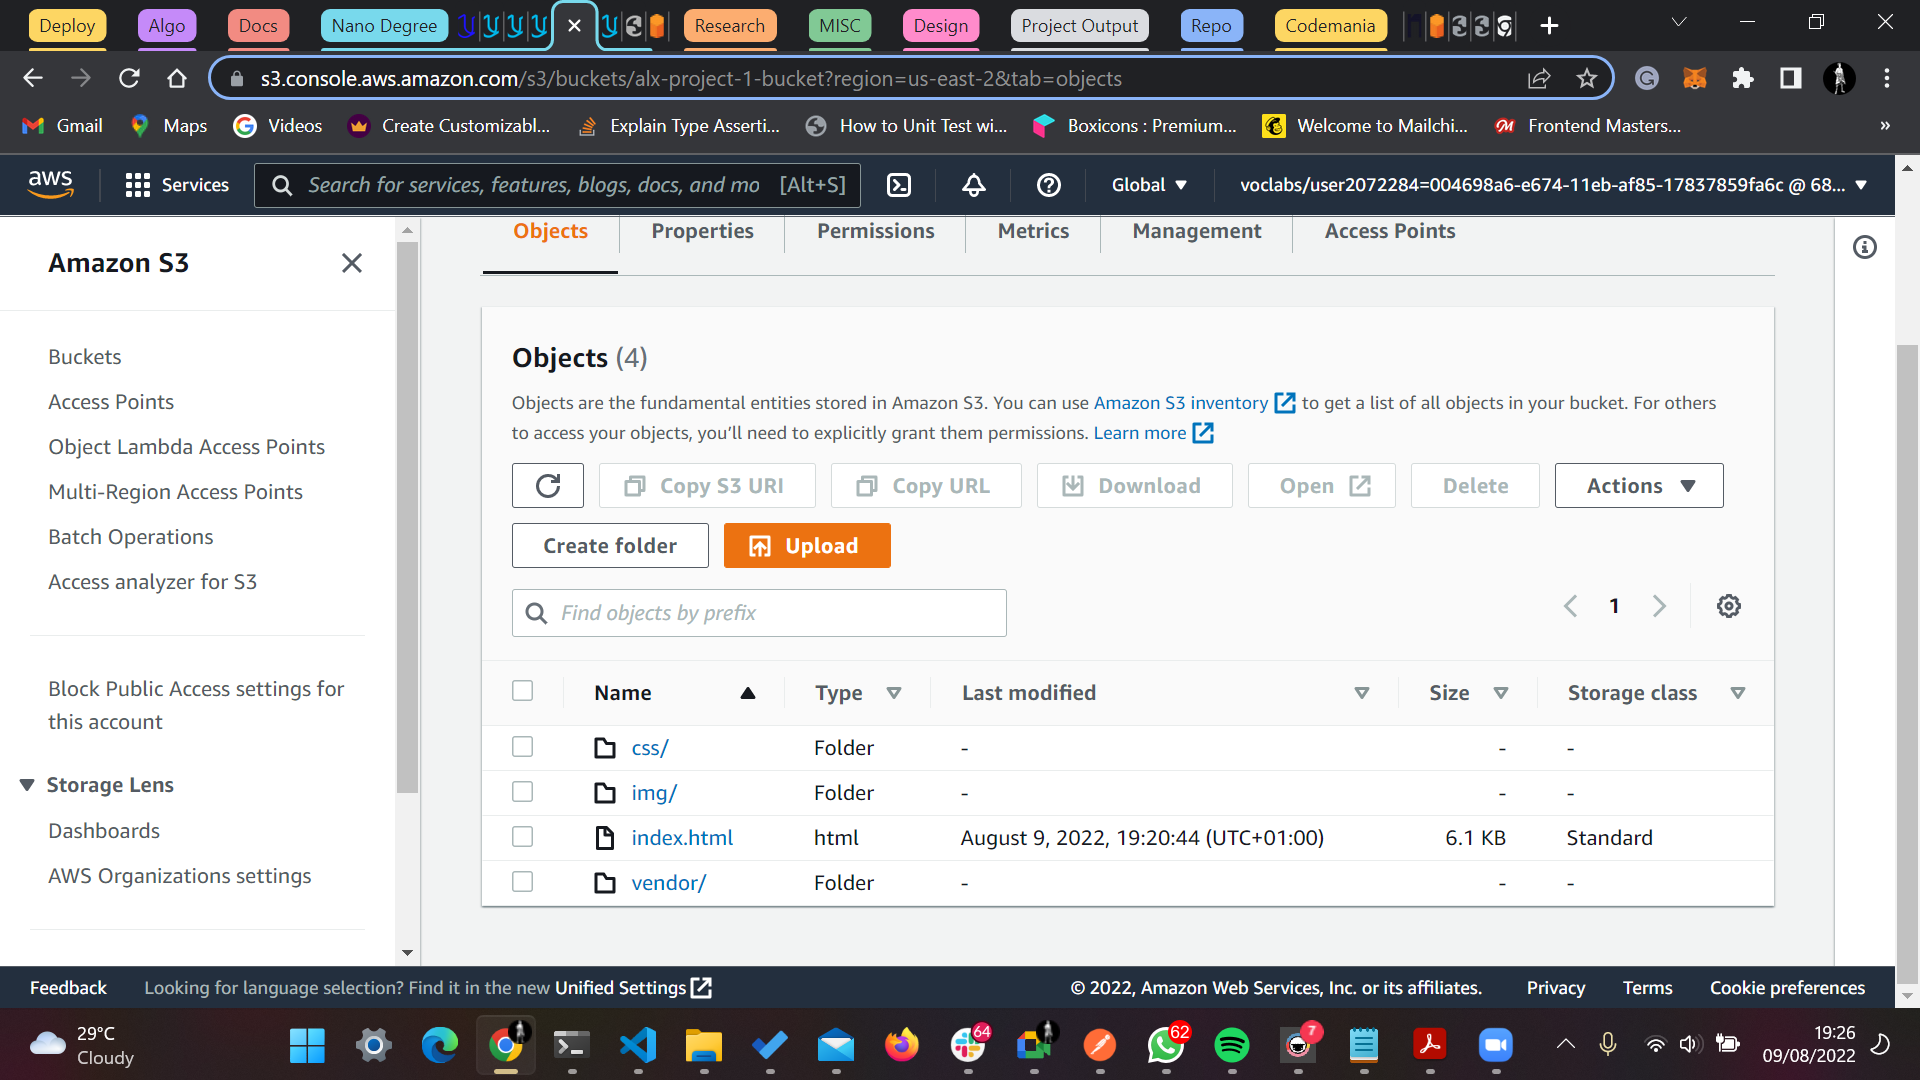 Deploy
Algo
Docs
Nano Degree
Research
MISC
Design
Project Output
Repo
Codemania
s3.console.aws.amazon.com/s3/buckets/alx-project-1-bucket?region=us-east-2&tab=objects
Gmail
Maps
Videos
Create Customizabl...
Explain Type Asserti...
How to Unit Test wi...
Boxicons : Premium...
Welcome to Mailchi...
Frontend Masters...
»
aws
Services
Search for services, features, blogs, docs, and mo [Alt+S]
Global
voclabs/user2072284=004698a6-e674-11eb-af85-17837859fa6c @ 68...
Amazon S3
Buckets
Access Points
Object Lambda Access Points
Multi-Region Access Points
Batch Operations
Access analyzer for S3
Block Public Access settings for
this account
Storage Lens
Dashboards
AWS Organizations settings
Objects
Properties
Permissions
Metrics
Management
Access Points
Objects (4)
Objects are the fundamental entities stored in Amazon S3. You can use Amazon S3 inventory to get a list of all objects in your bucket. For others
to access your objects, you’ll need to explicitly grant them permissions. Learn more
Copy S3 URI
Copy URL
Download
Open
Delete
Actions
Create folder
Upload
Find objects by prefix
1
Name Type Last modified Size Storage class
css/ Folder - - -
img/ Folder - - -
index.html html August 9, 2022, 19:20:44 (UTC+01:00) 6.1 KB Standard
vendor/ Folder - - -
Feedback
Looking for language selection? Find it in the new Unified Settings
© 2022, Amazon Web Services, Inc. or its affiliates.
Privacy
Terms
Cookie preferences
29°C
Cloudy
64
62
7
19:26
09/08/2022